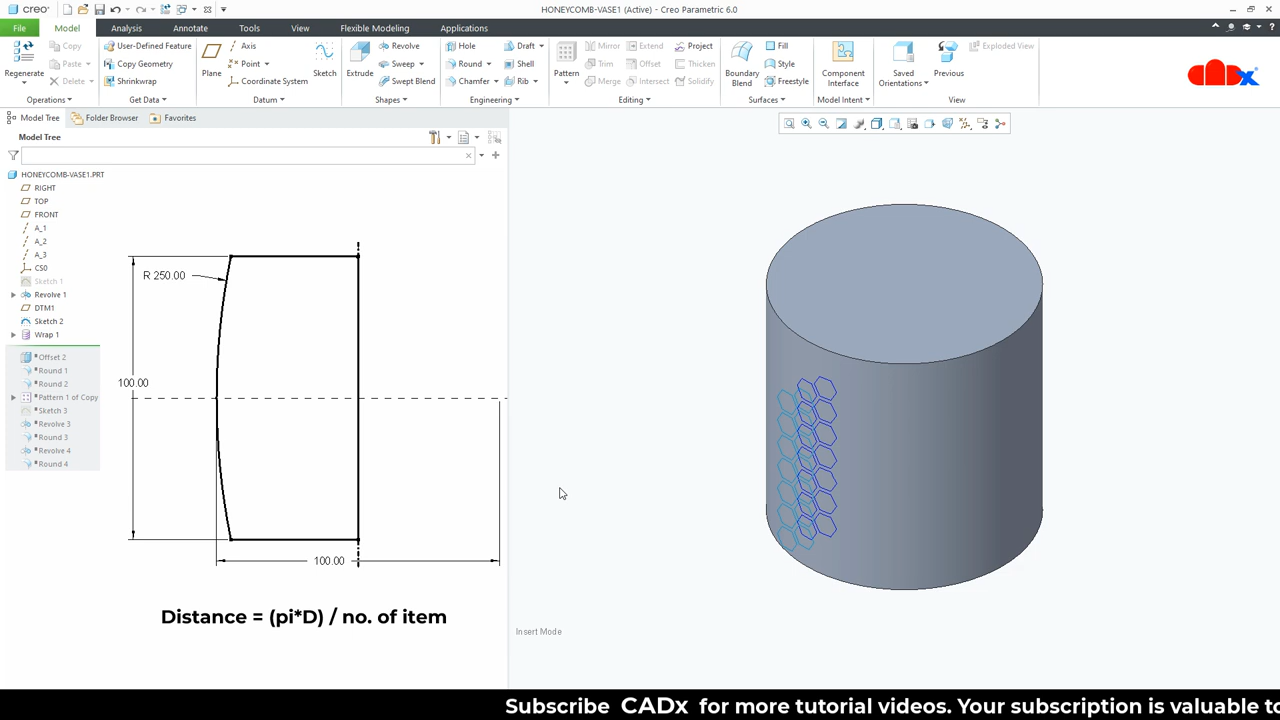 creo®
HONEYCOMB-VASE1 (Active) - Creo Parametric 6.0
File Model Analysis Annotate Tools View Flexible Modeling Applications
Regenerate
Copy
Paste
Delete
Operations
User-Defined Feature
Copy Geometry
Shrinkwrap
Get Data
Plane
Axis
Point
Coordinate System
Sketch
Datum
Extrude
Revolve
Sweep
Swept Blend
Shapes
Hole
Round
Chamfer
Draft
Shell
Rib
Engineering
Pattern
Mirror
Trim
Merge
Extend
Offset
Intersect
Project
Thicken
Solidify
Editing
Boundary Blend
Fill
Style
Freestyle
Surfaces
Component Interface
Model Intent
Saved Orientations
Previous
Exploded View
View
CADx
Model Tree Folder Browser Favorites
Model Tree
HONEYCOMB-VASE1.PRT
RIGHT
TOP
FRONT
A_1
A_2
A_3
CS0
Sketch 1
Revolve 1
DTM1
Sketch 2
Wrap 1
Offset 2
Round 1
Round 2
Pattern 1 of Copy
Sketch 3
Revolve 3
Round 3
Revolve 4
Round 4
R 250.00
100.00
100.00
Distance = (pi*D) / no. of item
Insert Mode
Subscribe CADx for more tutorial videos. Your subscription is valuable to